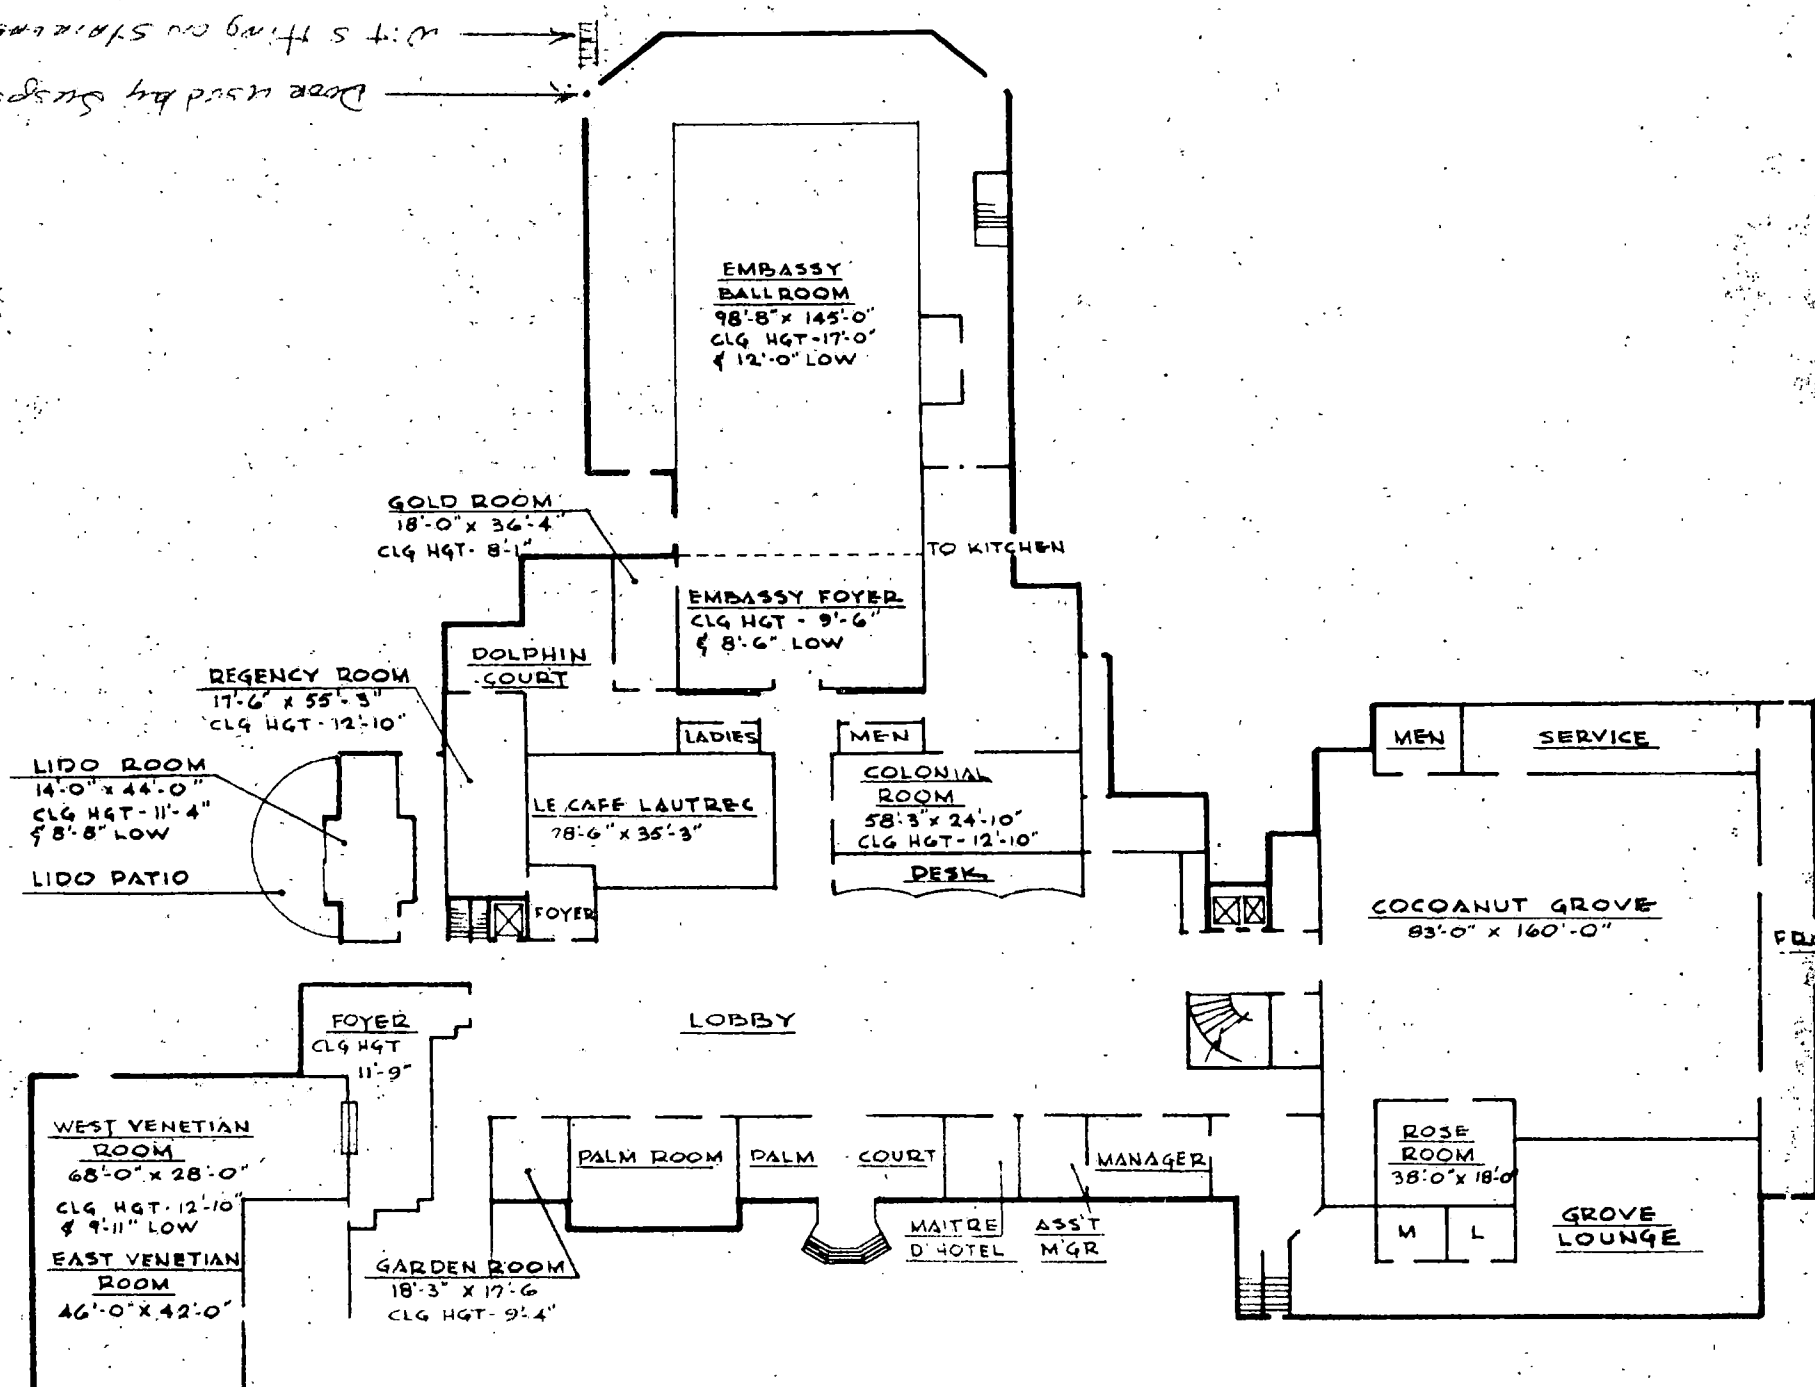 Wit sitting on
Door used by
EMBASSY
BALLROOM
98'-8" x 145'-0"
CLG HGT-17'-0"
& 12'-0" LOW
GOLD ROOM
18'-0" x 36'-4"
CLG HGT- 8'-1"
TO KITCHEN
EMBASSY FOYER
CLG HGT - 9'-6"
& 8'-6" LOW
DOLPHIN
COURT
REGENCY ROOM
17'-6" x 55'-3"
CLG HGT-12'-10"
LADIES
MEN
MEN
SERVICE
LIDO ROOM
14'-0" x 44'-0"
CLG HGT-11'-4"
& 8'-8" LOW
LE CAFE LAUTREC
78'-6" x 35'-3"
COLONIAL
ROOM
58'-3" x 24'-10"
CLG HGT-12'-10"
LIDO PATIO
DESK
FOYER
COCOANUT GROVE
83'-0" x 160'-0"
FOYER
CLG HGT
11'-9"
LOBBY
WEST VENETIAN
ROOM
68'-0" x 28'-0"
CLG HGT-12'-10"
& 9'-11" LOW
EAST VENETIAN
ROOM
46'-0" x 42'-0"
PALM ROOM
PALM COURT
MANAGER
ROSE
ROOM
38'-0" x 18'-0"
MAITRE
D'HOTEL
ASS'T
M'GR
M
L
GROVE
LOUNGE
GARDEN ROOM
18'-3" x 17'-6
CLG HGT-9'-4"